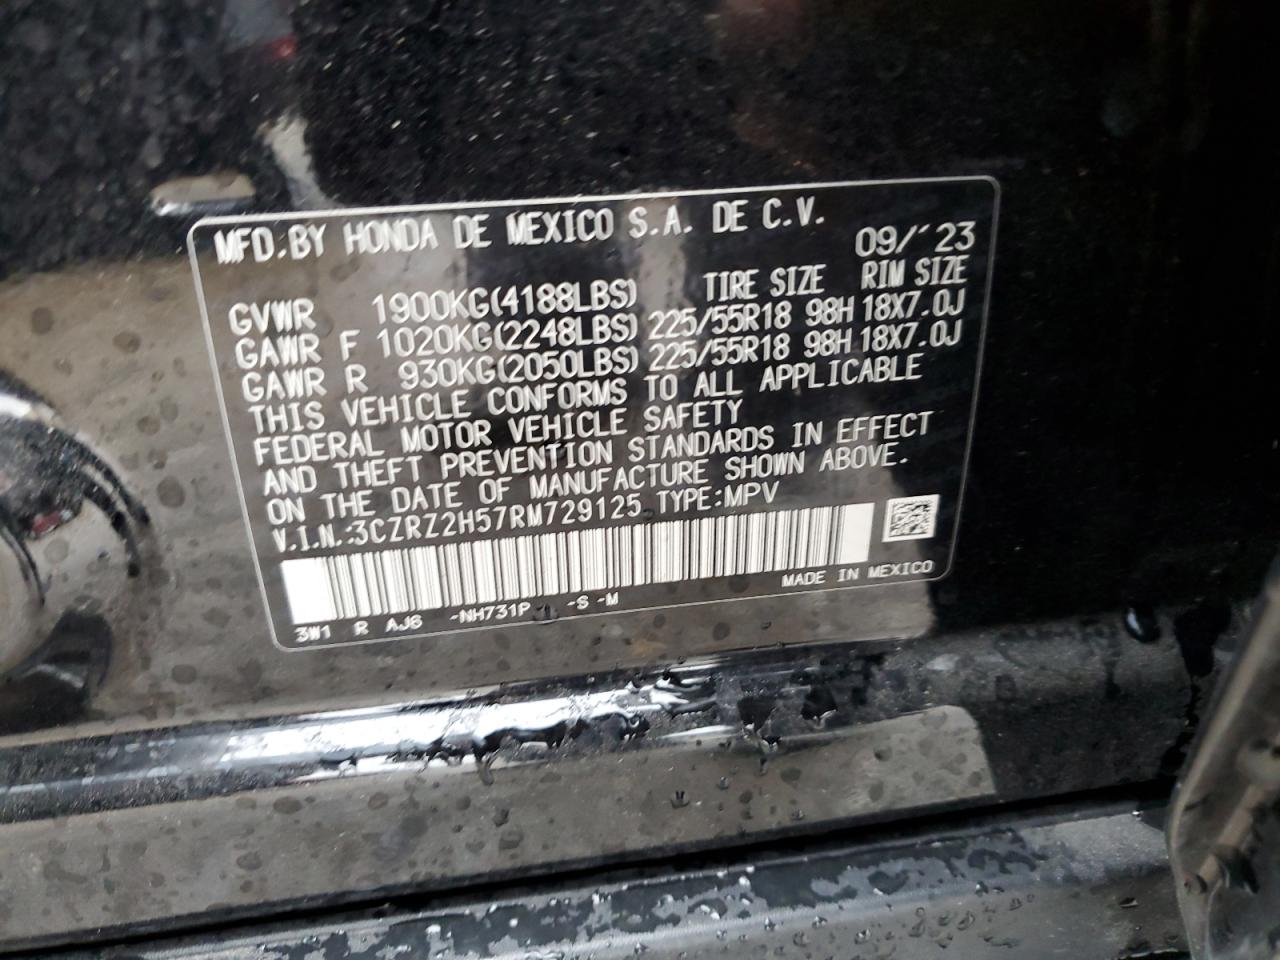 MFD.BY HONDA DE MEXICO S.A. DE C.V.
09/'23
GVWR 1900KG(4188LBS) TIRE SIZE RIM SIZE
GAWR F 1020KG(2248LBS) 225/55R18 98H 18X7.0J
GAWR R 930KG(2050LBS) 225/55R18 98H 18X7.0J
THIS VEHICLE CONFORMS TO ALL APPLICABLE
FEDERAL MOTOR VEHICLE SAFETY
AND THEFT PREVENTION STANDARDS IN EFFECT
ON THE DATE OF MANUFACTURE SHOWN ABOVE.
V.I.N.:3CZRZ2H57RM729125 TYPE:MPV
MADE IN MEXICO
3W1 R AJ6 -NH731P -S -M